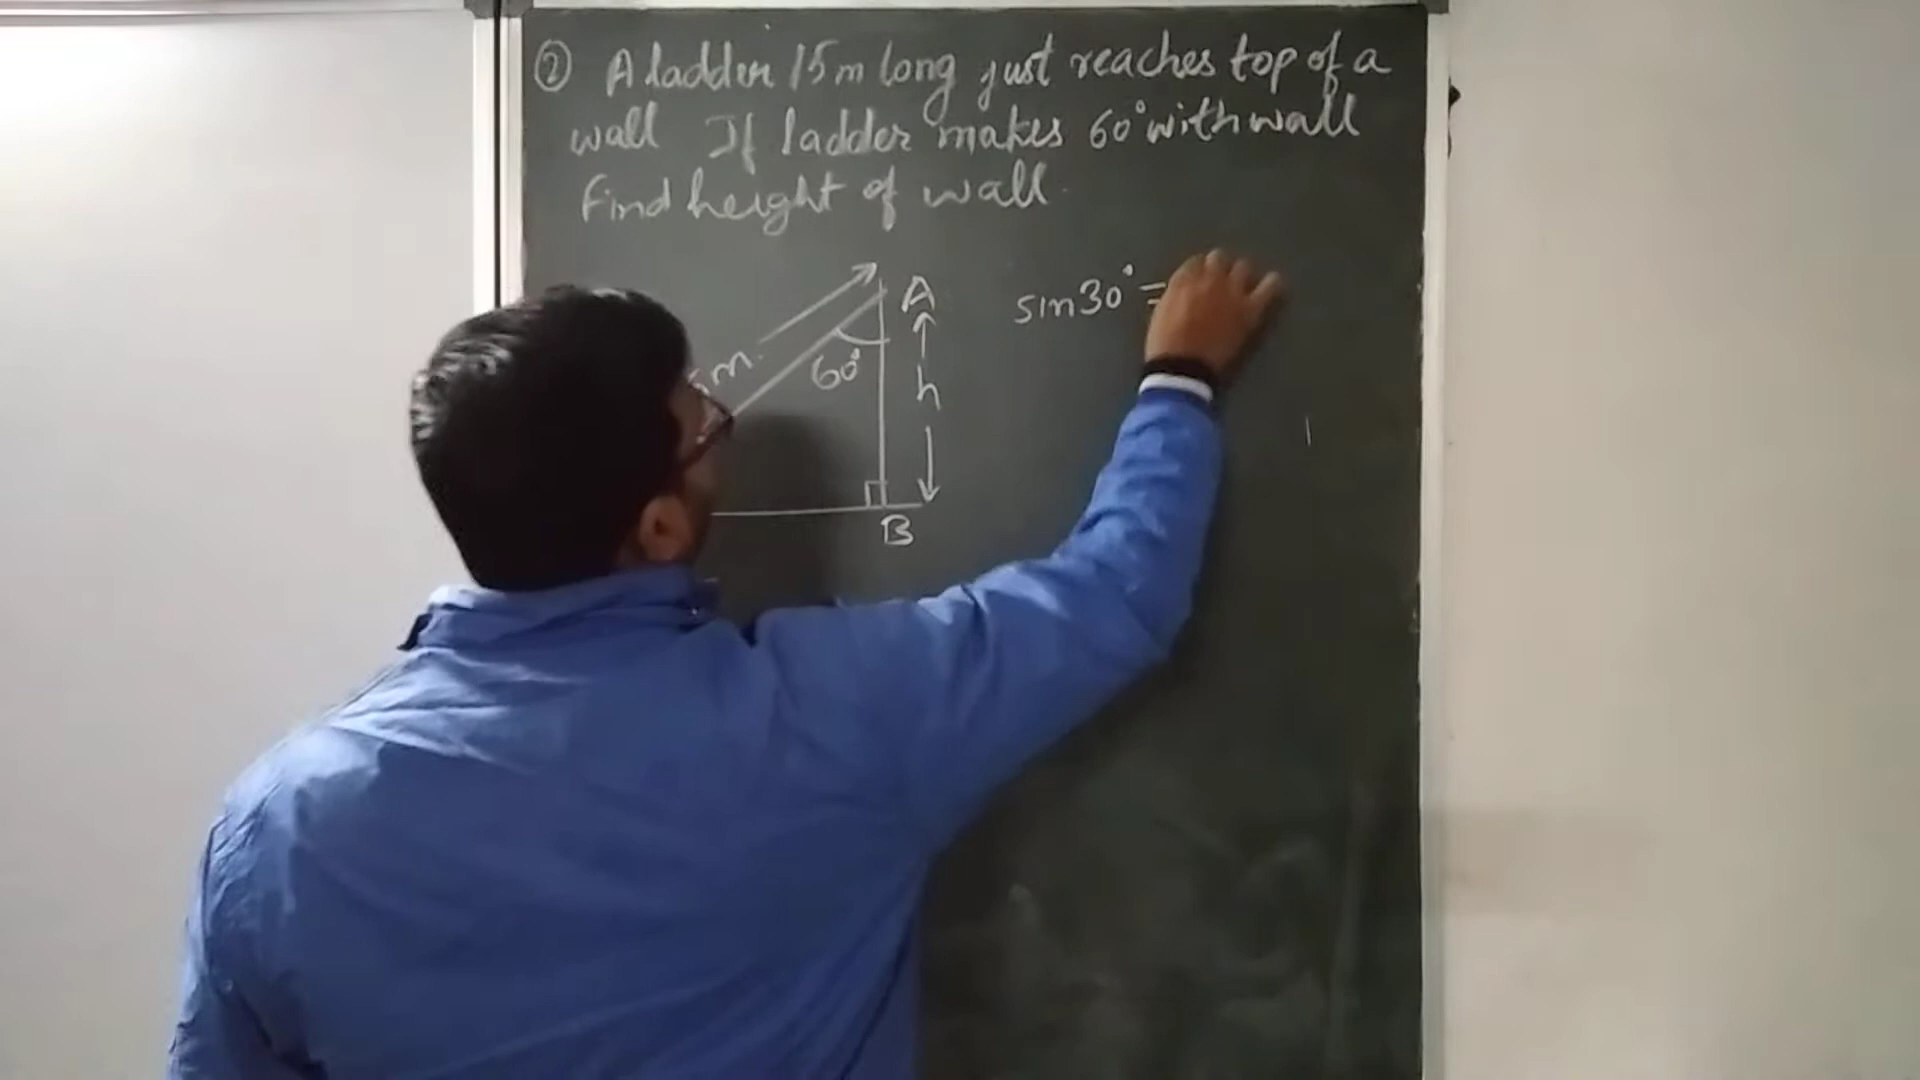 ② A ladder 15m long just reaches top of a
wall If ladder makes 60° with wall
find height of wall.
A
sin30° =
m.
60°
h
B